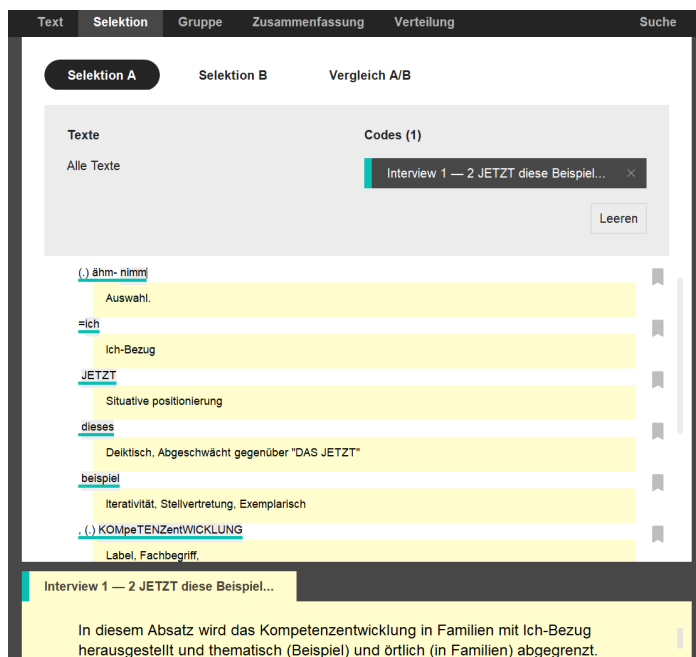 Text Selektion Gruppe Zusammenfassung Verteilung Suche
Selektion A Selektion B Vergleich A/B
Texte Codes (1)
Alle Texte
Interview 1 — 2 JETZT diese Beispiel... ×
Leeren
(.) ähm- nimm
Auswahl.
=ich
Ich-Bezug
JETZT
Situative positionierung
dieses
Deiktisch, Abgeschwächt gegenüber "DAS JETZT"
beispiel
Iterativität, Stellvertretung, Exemplarisch
, (.) KOMpeTENZentWICKLUNG
Label, Fachbegriff,
Interview 1 — 2 JETZT diese Beispiel...
In diesem Absatz wird das Kompetenzentwicklung in Familien mit Ich-Bezug
herausgestellt und thematisch (Beispiel) und örtlich (in Familien) abgegrenzt.